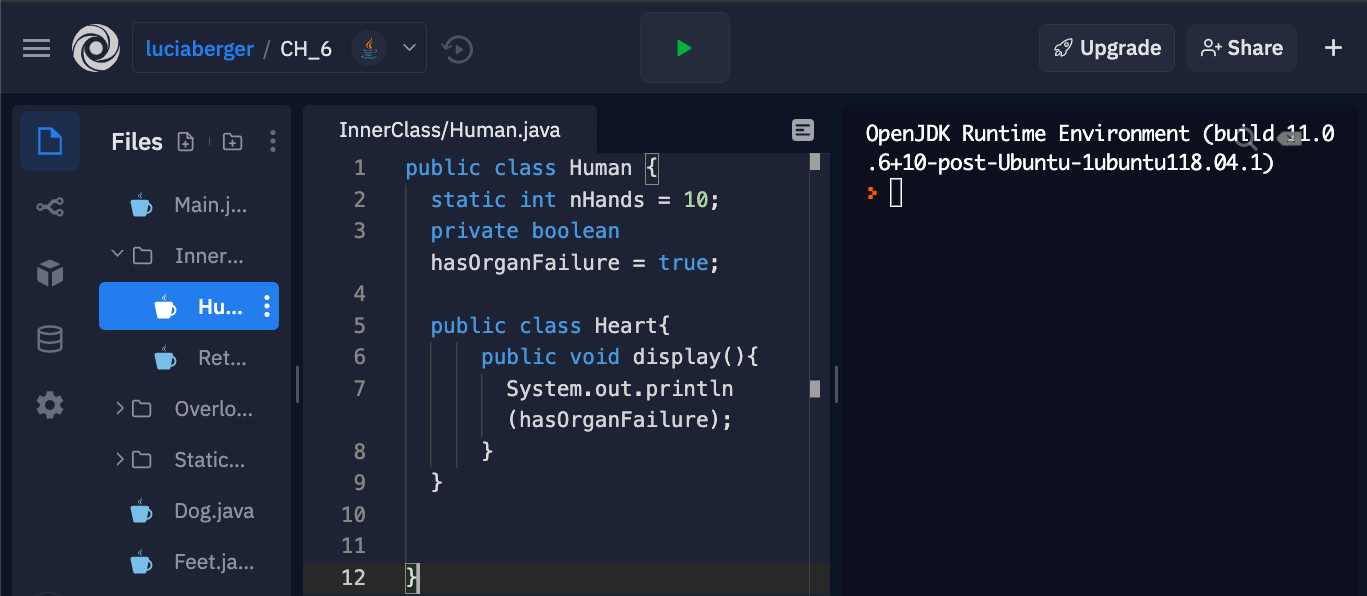 luciaberger / CH_6
Upgrade
Share
Files
Main.j...
Inner...
Hu...
Ret...
Overlo...
Static...
Dog.java
Feet.ja...
InnerClass/Human.java
1 public class Human {
2 static int nHands = 10;
3 private boolean
hasOrganFailure = true;
4
5 public class Heart{
6 public void display(){
7 System.out.println
(hasOrganFailure);
8 }
9 }
10
11
12 }
OpenJDK Runtime Environment (build 11.0
.6+10-post-Ubuntu-1ubuntu118.04.1)
>